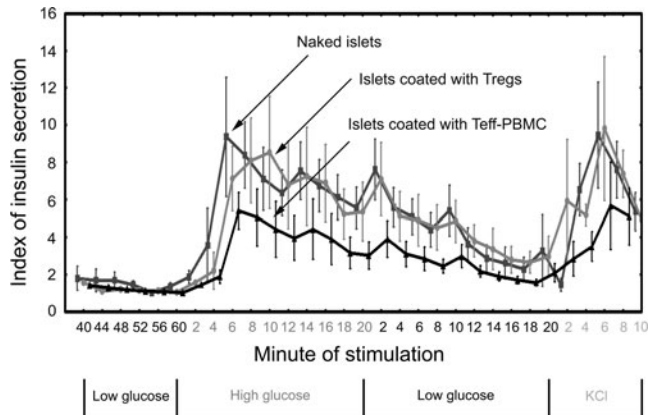 16
14
12
10
8
6
4
2
0
Index of insulin secretion
Naked islets
Islets coated with Tregs
Islets coated with Teff-PBMC
40 44 48 52 56 60 2 4 6 8 10 12 14 16 18 20 2 4 6 8 10 12 14 16 18 20 2 4 6 8 10
Minute of stimulation
Low glucose High glucose Low glucose KCl